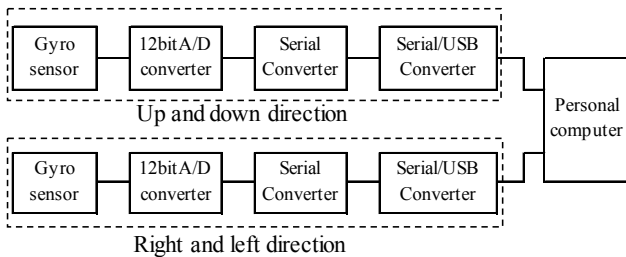 Gyro
sensor
12bitA/D
converter
Serial
Converter
Serial/USB
Converter
Up and down direction
Personal
computer
Gyro
sensor
12bitA/D
converter
Serial
Converter
Serial/USB
Converter
Right and left direction